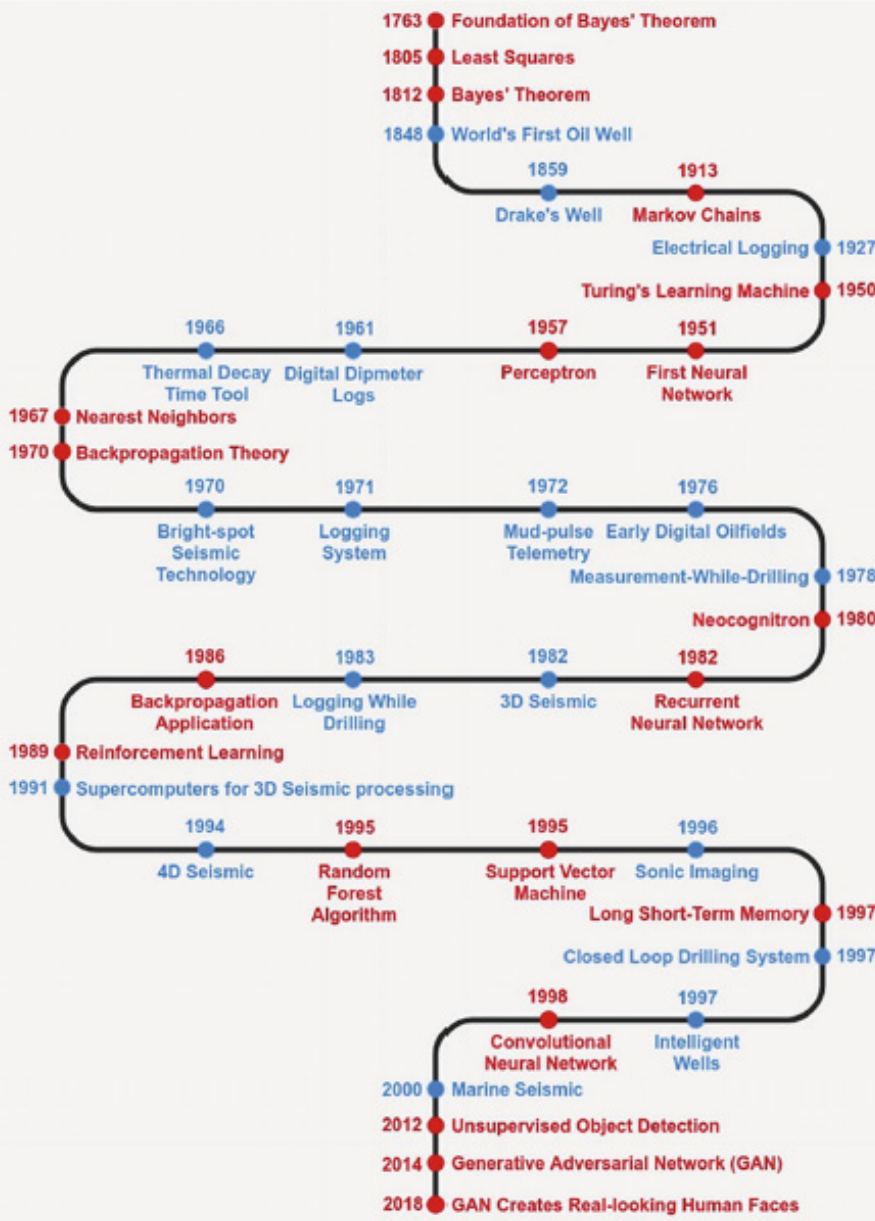 1763 Foundation of Bayes' Theorem
1805 Least Squares
1812 Bayes' Theorem
1848 World's First Oil Well
1859
Drake's Well
1913
Markov Chains
Electrical Logging 1927
Turing's Learning Machine 1950
1951
First Neural
Network
1957
Perceptron
1961
Digital Dipmeter
Logs
1966
Thermal Decay
Time Tool
1967 Nearest Neighbors
1970 Backpropagation Theory
1970
Bright-spot
Seismic
Technology
1971
Logging
System
1972
Mud-pulse
Telemetry
1976
Early Digital Oilfields
Measurement-While-Drilling 1978
Neocognitron 1980
1982
Recurrent
Neural Network
1982
3D Seismic
1983
Logging While
Drilling
1986
Backpropagation
Application
1989 Reinforcement Learning
1991 Supercomputers for 3D Seismic processing
1994
4D Seismic
1995
Random
Forest
Algorithm
1995
Support Vector
Machine
1996
Sonic Imaging
Long Short-Term Memory 1997
Closed Loop Drilling System 1997
1997
Intelligent
Wells
1998
Convolutional
Neural Network
2000 Marine Seismic
2012 Unsupervised Object Detection
2014 Generative Adversarial Network (GAN)
2018 GAN Creates Real-looking Human Faces